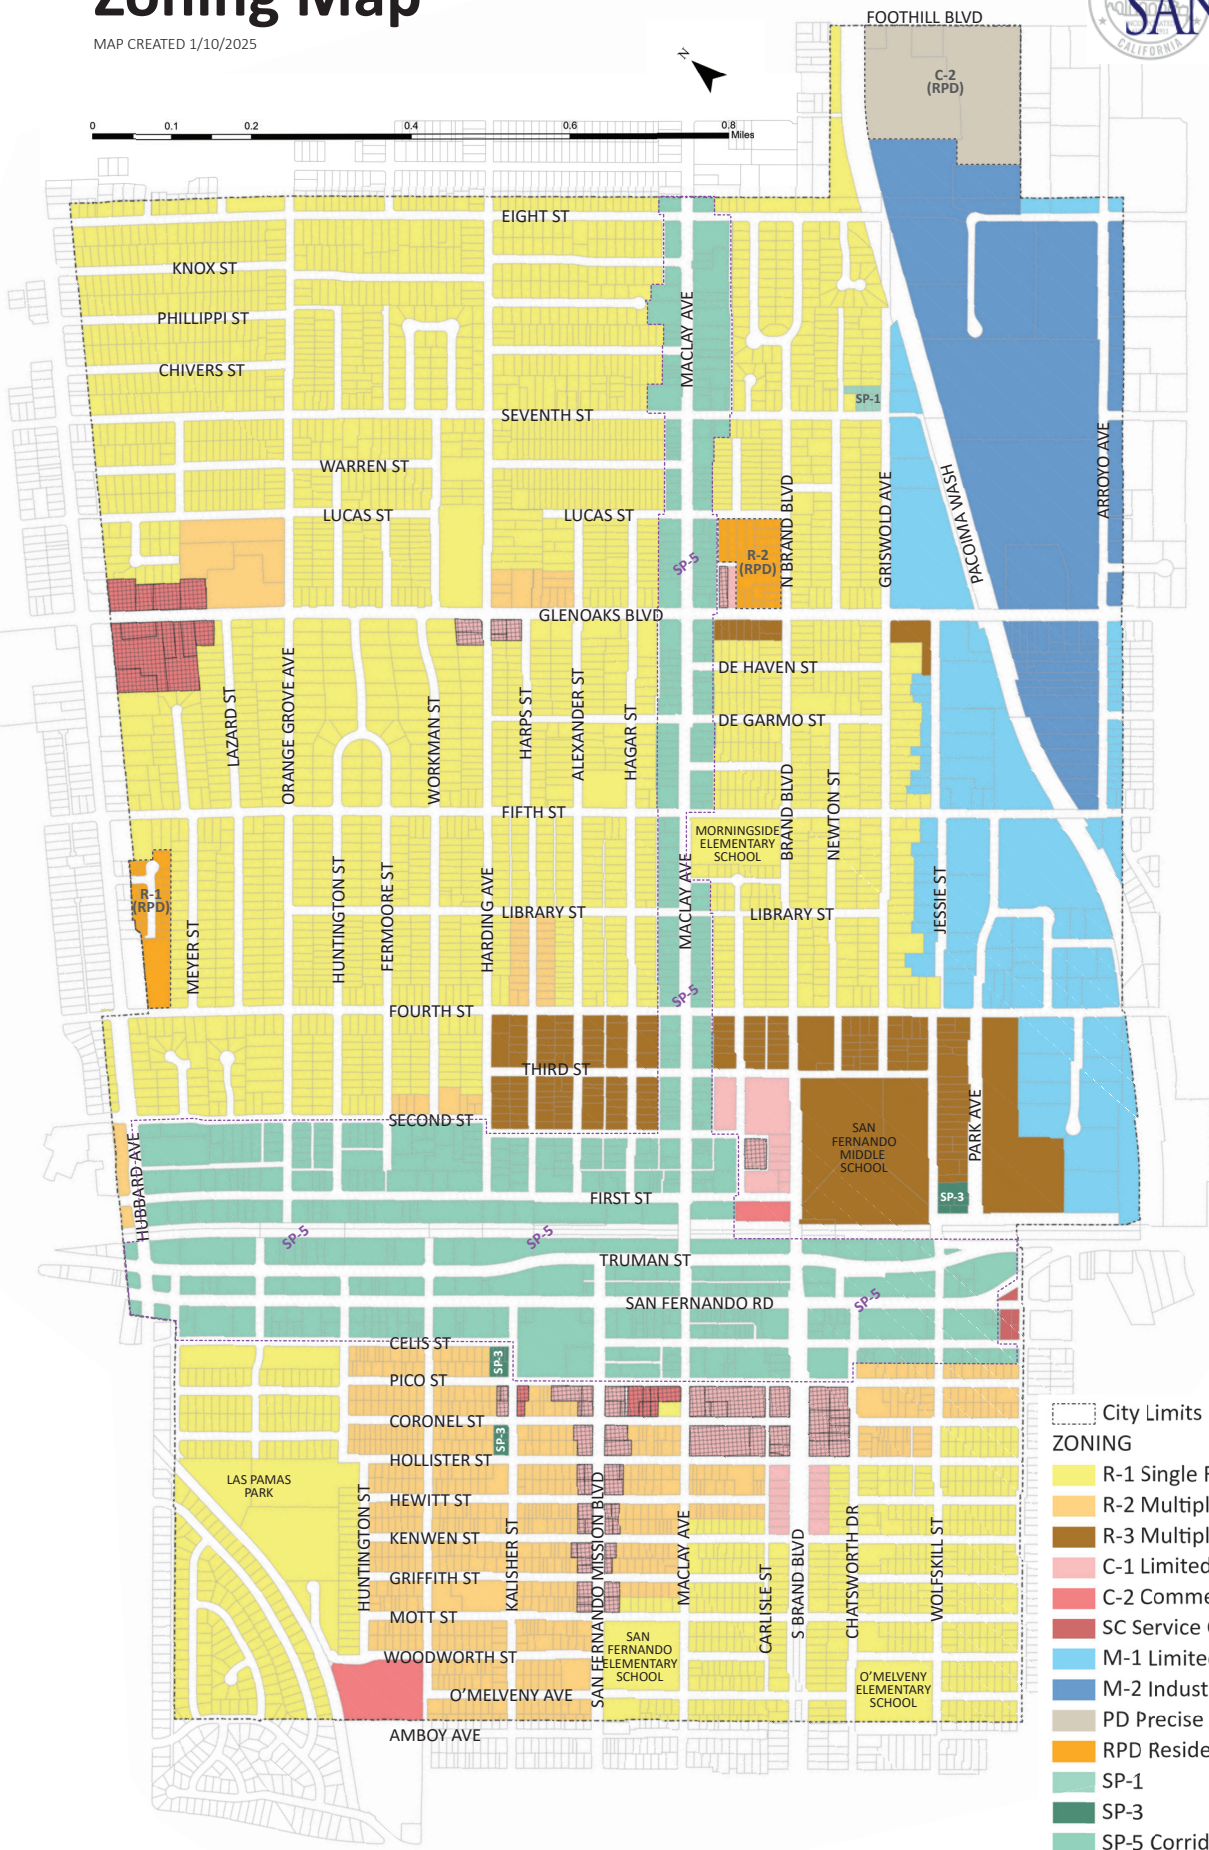 Zoning Map
MAP CREATED 1/10/2025
N
0 0.1 0.2 0.4 0.6 0.8
Miles
CALIFORNIA
FOOTHILL BLVD
C-2
(RPD)
EIGHT ST
KNOX ST
PHILLIPPI ST
MACLAY AVE
CHIVERS ST
SP-1
SEVENTH ST
WARREN ST
ARROYO AVE
GRISWOLD AVE
PACOIMA WASH
N BRAND BLVD
LUCAS ST
LUCAS ST
SP-5
R-2
(RPD)
GLENOAKS BLVD
DE HAVEN ST
LAZARD ST
ORANGE GROVE AVE
WORKMAN ST
HARPS ST
ALEXANDER ST
HAGAR ST
DE GARMO ST
FIFTH ST
BRAND BLVD
NEWTON ST
MORNINGSIDE
ELEMENTARY
SCHOOL
R-1
(RPD)
MEYER ST
HUNTINGTON ST
FERMOORE ST
HARDING AVE
MACLAY AVE
JESSIE ST
LIBRARY ST
LIBRARY ST
SP-5
FOURTH ST
THIRD ST
SECOND ST
SAN
FERNANDO
MIDDLE
SCHOOL
PARK AVE
HUBBARD AVE
FIRST ST
SP-3
SP-5
SP-5
TRUMAN ST
SAN FERNANDO RD
SP-5
CELIS ST
SP-3
PICO ST
City Limits
CORONEL ST
SP-3
ZONING
HOLLISTER ST
LAS PAMAS
PARK
R-1 Single F
HEWITT ST
R-2 Multipl
KENWEN ST
R-3 Multipl
HUNTINGTON ST
KALISHER ST
SAN FERNANDO MISSION BLVD
MACLAY AVE
CARLISLE ST
S BRAND BLVD
CHATSWORTH DR
WOLFSKILL ST
C-1 Limited
GRIFFITH ST
C-2 Comme
MOTT ST
SC Service
SAN
FERNANDO
ELEMENTARY
SCHOOL
WOODWORTH ST
M-1 Limite
O'MELVENY
ELEMENTARY
SCHOOL
M-2 Indust
O'MELVENY AVE
PD Precise
AMBOY AVE
RPD Reside
SP-1
SP-3
SP-5 Corrid